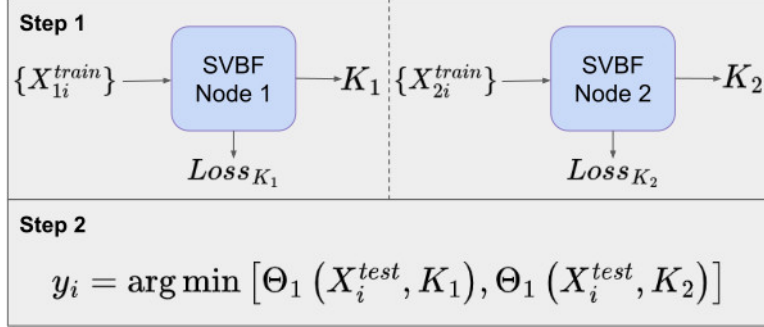 Step 1
{X_{1i}^{train}} SVBF Node 1 K_1 {X_{2i}^{train}} SVBF Node 2 K_2
Loss_{K_1} Loss_{K_2}
Step 2
y_i = arg min [Θ_1 (X_i^{test}, K_1), Θ_1 (X_i^{test}, K_2)]